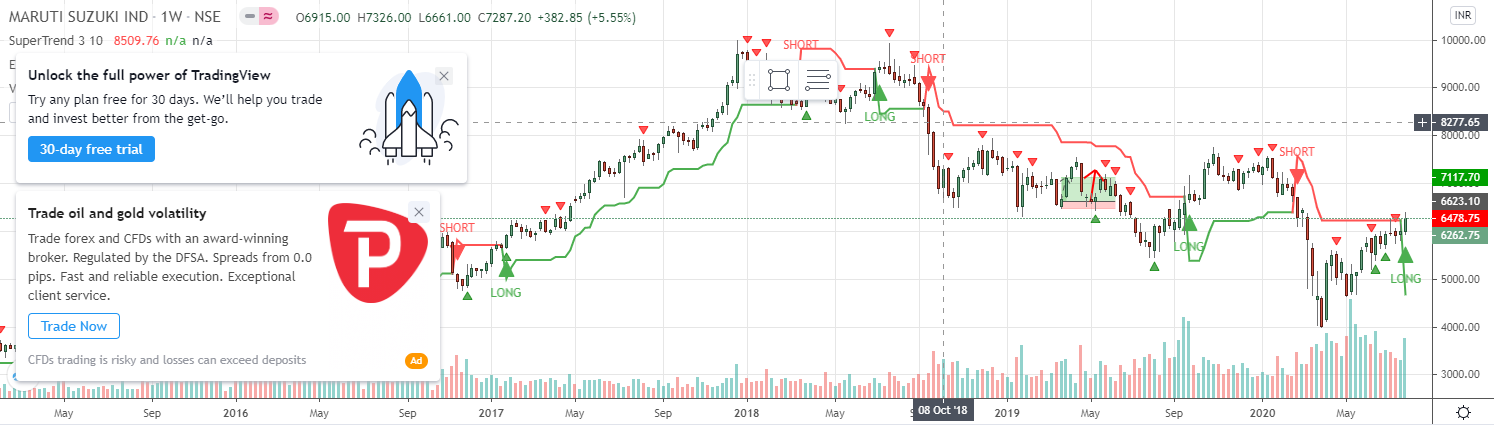 MARUTI SUZUKI IND · 1W · NSE
O6915.00 H7326.00 L6661.00 C7287.20 +382.85 (+5.55%)
INR
SuperTrend 3 10 8509.76 n/a n/a
E
V
Unlock the full power of TradingView
Try any plan free for 30 days. We'll help you trade
and invest better from the get-go.
30-day free trial
Trade oil and gold volatility
Trade forex and CFDs with an award-winning
broker. Regulated by the DFSA. Spreads from 0.0
pips. Fast and reliable execution. Exceptional
client service.
Trade Now
CFDs trading is risky and losses can exceed deposits
Ad
P
SHORT
LONG
SHORT
LONG
SHORT
LONG
SHORT
LONG
10000.00
9000.00
8277.65
8000.00
7117.70
6623.10
6478.75
6262.75
5000.00
4000.00
3000.00
May Sep 2016 May Sep 2017 May Sep 2018 May 08 Oct '18 2019 May Sep 2020 May